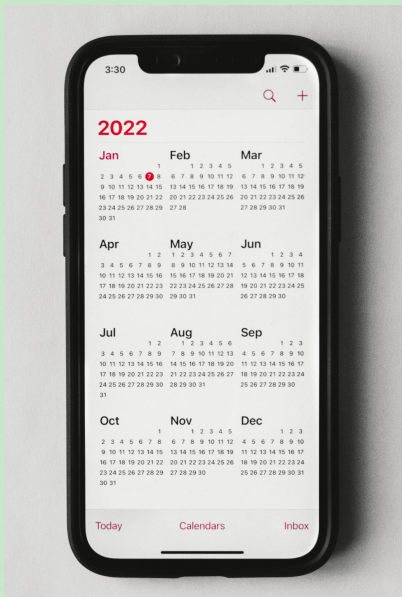 3:30
2022
Jan Feb Mar
1 1 2 3 4 5 1 2 3 4 5
2 3 4 5 6 7 8 6 7 8 9 10 11 12 6 7 8 9 10 11 12
9 10 11 12 13 14 15 13 14 15 16 17 18 19 13 14 15 16 17 18 19
16 17 18 19 20 21 22 20 21 22 23 24 25 26 20 21 22 23 24 25 26
23 24 25 26 27 28 29 27 28 27 28 29 30 31
30 31
Apr May Jun
1 2 1 2 3 4 5 6 7 1 2 3 4
3 4 5 6 7 8 9 8 9 10 11 12 13 14 5 6 7 8 9 10 11
10 11 12 13 14 15 16 15 16 17 18 19 20 21 12 13 14 15 16 17 18
17 18 19 20 21 22 23 22 23 24 25 26 27 28 19 20 21 22 23 24 25
24 25 26 27 28 29 30 29 30 31 26 27 28 29 30
Jul Aug Sep
1 2 1 2 3 4 5 6 1 2 3
3 4 5 6 7 8 9 7 8 9 10 11 12 13 4 5 6 7 8 9 10
10 11 12 13 14 15 16 14 15 16 17 18 19 20 11 12 13 14 15 16 17
17 18 19 20 21 22 23 21 22 23 24 25 26 27 18 19 20 21 22 23 24
24 25 26 27 28 29 30 28 29 30 31 25 26 27 28 29 30
31
Oct Nov Dec
1 1 2 3 4 5 1 2 3
2 3 4 5 6 7 8 6 7 8 9 10 11 12 4 5 6 7 8 9 10
9 10 11 12 13 14 15 13 14 15 16 17 18 19 11 12 13 14 15 16 17
16 17 18 19 20 21 22 20 21 22 23 24 25 26 18 19 20 21 22 23 24
23 24 25 26 27 28 29 27 28 29 30 25 26 27 28 29 30 31
30 31
Today Calendars Inbox